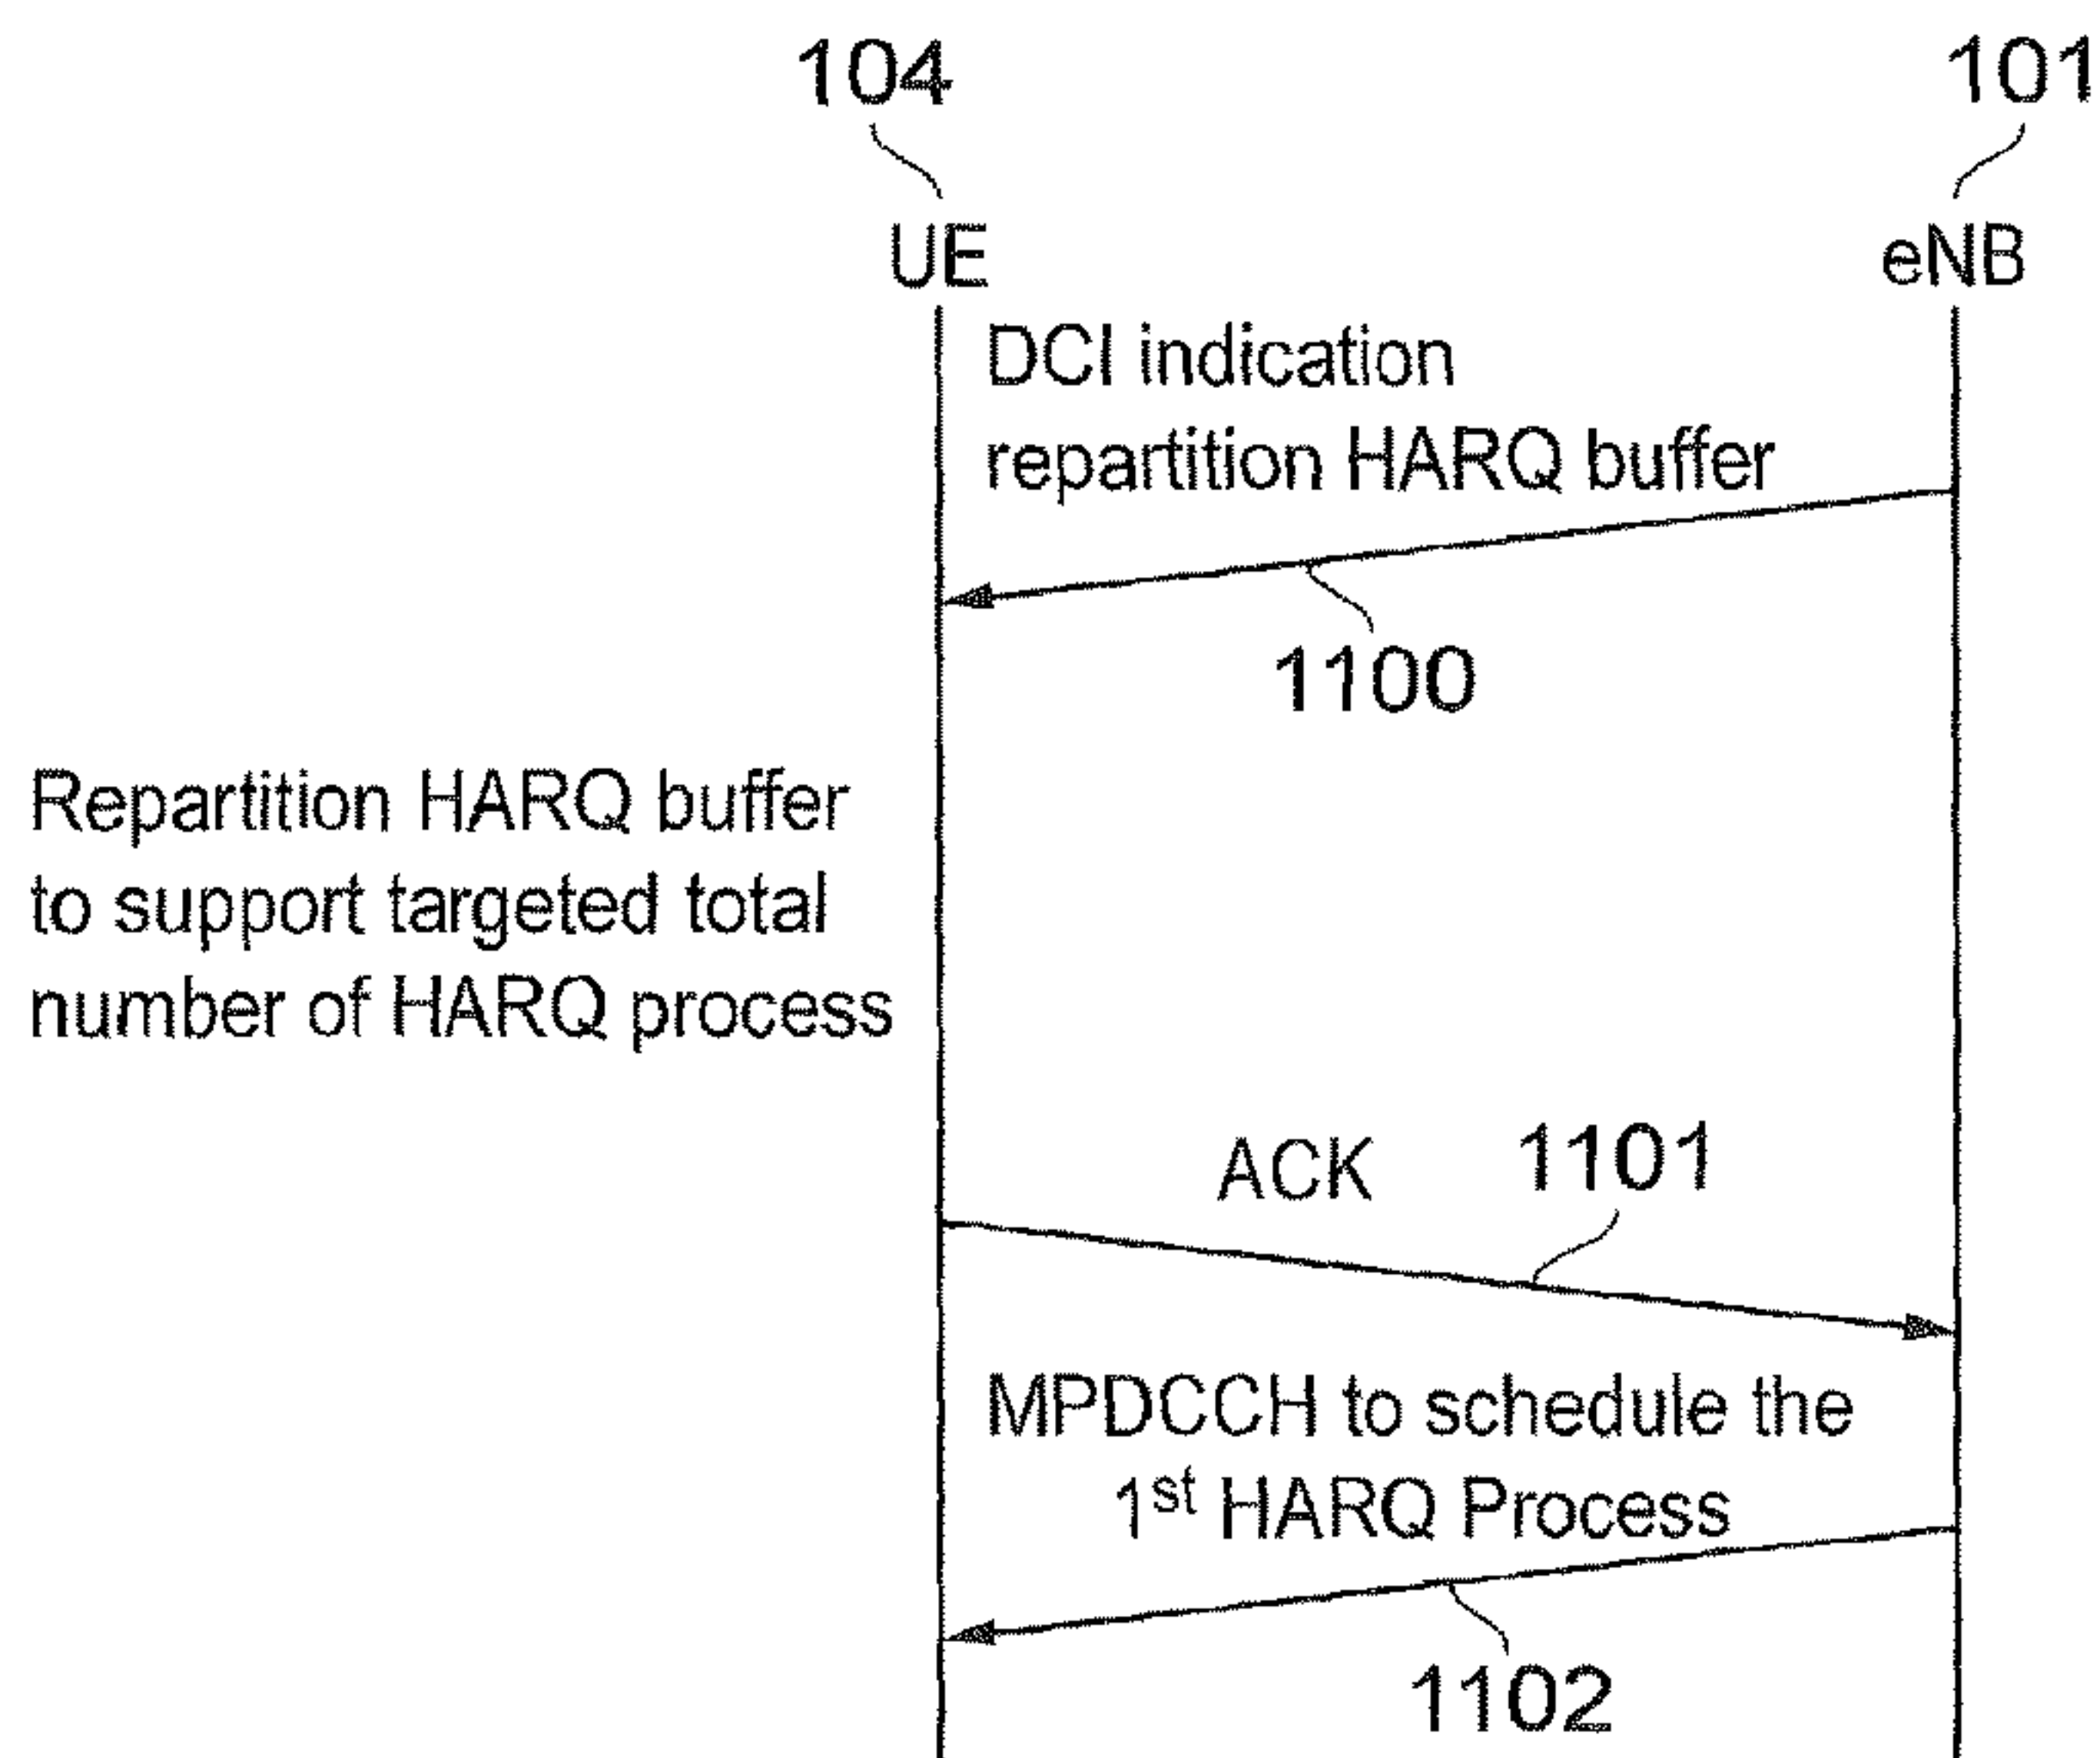 104
101
UE
eNB
DCI indication
repartition HARQ buffer
1100
Repartition HARQ buffer
to support targeted total
number of HARQ process
ACK
1101
MPDCCH to schedule the
1st HARQ Process
1102